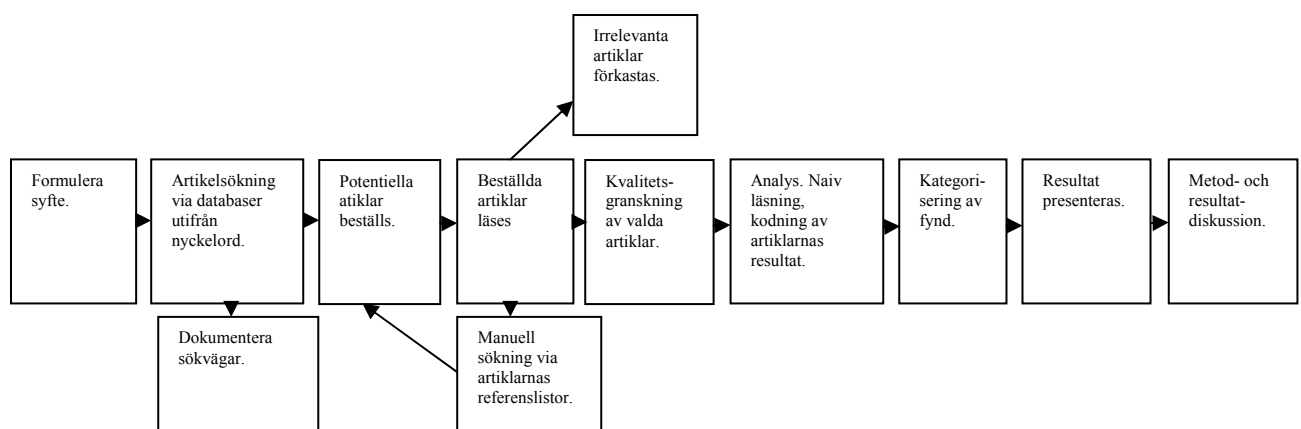 Irrelevanta
artiklar
förkastas.
Formulera
syfte.
Artikelsökning
via databaser
utifrån
nyckelord.
Potentiella
atiklar
beställs.
Beställda
artiklar
läses
Kvalitets-
granskning
av valda
artiklar.
Analys. Naiv
läsning,
kodning av
artiklarnas
resultat.
Kategori-
sering av
fynd.
Resultat
presenteras.
Metod- och
resultat-
diskussion.
Dokumentera
sökvägar.
Manuell
sökning via
artiklarnas
referenslistor.